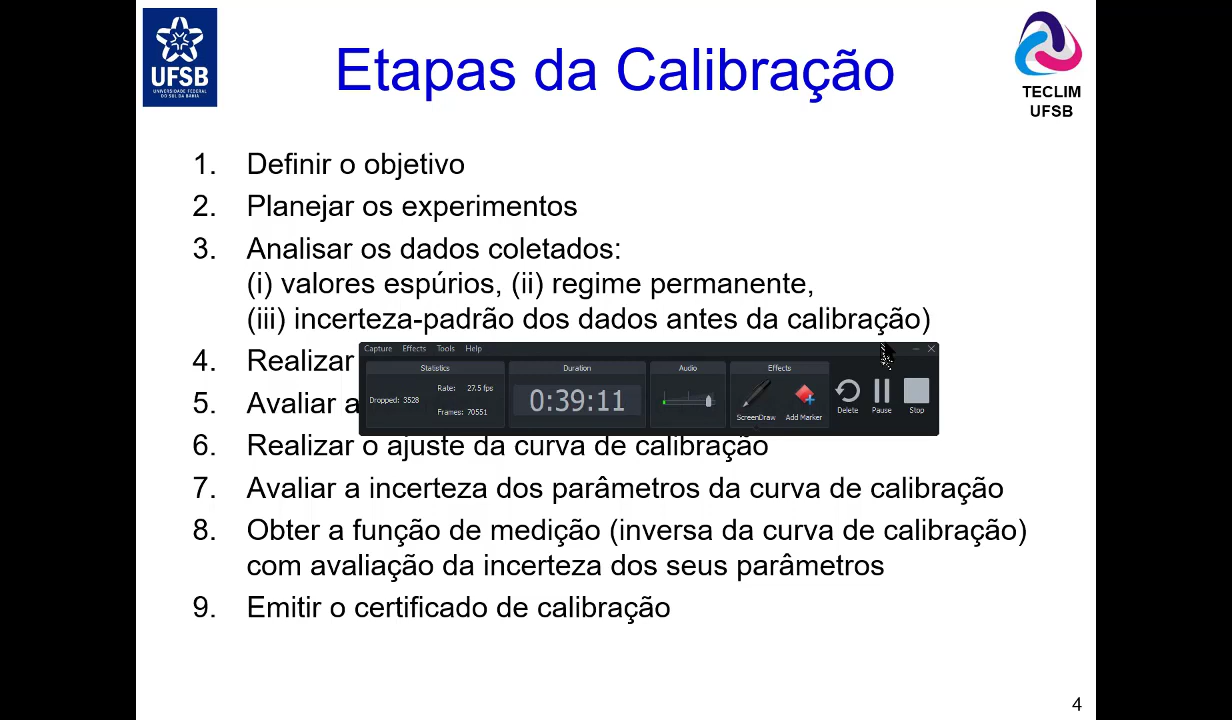 UFSB
UNIVERSIDADE FEDERAL
DO SUL DA BAHIA
Etapas da Calibração
TECLIM
UFSB
1. Definir o objetivo
2. Planejar os experimentos
3. Analisar os dados coletados:
(i) valores espúrios, (ii) regime permanente,
(iii) incerteza-padrão dos dados antes da calibração)
4. Realizar
5. Avaliar a
Capture Effects Tools Help
Statistics
Dropped: 3528
Rate: 27.5 fps
Frames: 70551
Duration
0:39:11
Audio
Effects
ScreenDraw
Add Marker
Delete
Pause
Stop
6. Realizar o ajuste da curva de calibração
7. Avaliar a incerteza dos parâmetros da curva de calibração
8. Obter a função de medição (inversa da curva de calibração)
com avaliação da incerteza dos seus parâmetros
9. Emitir o certificado de calibração
4